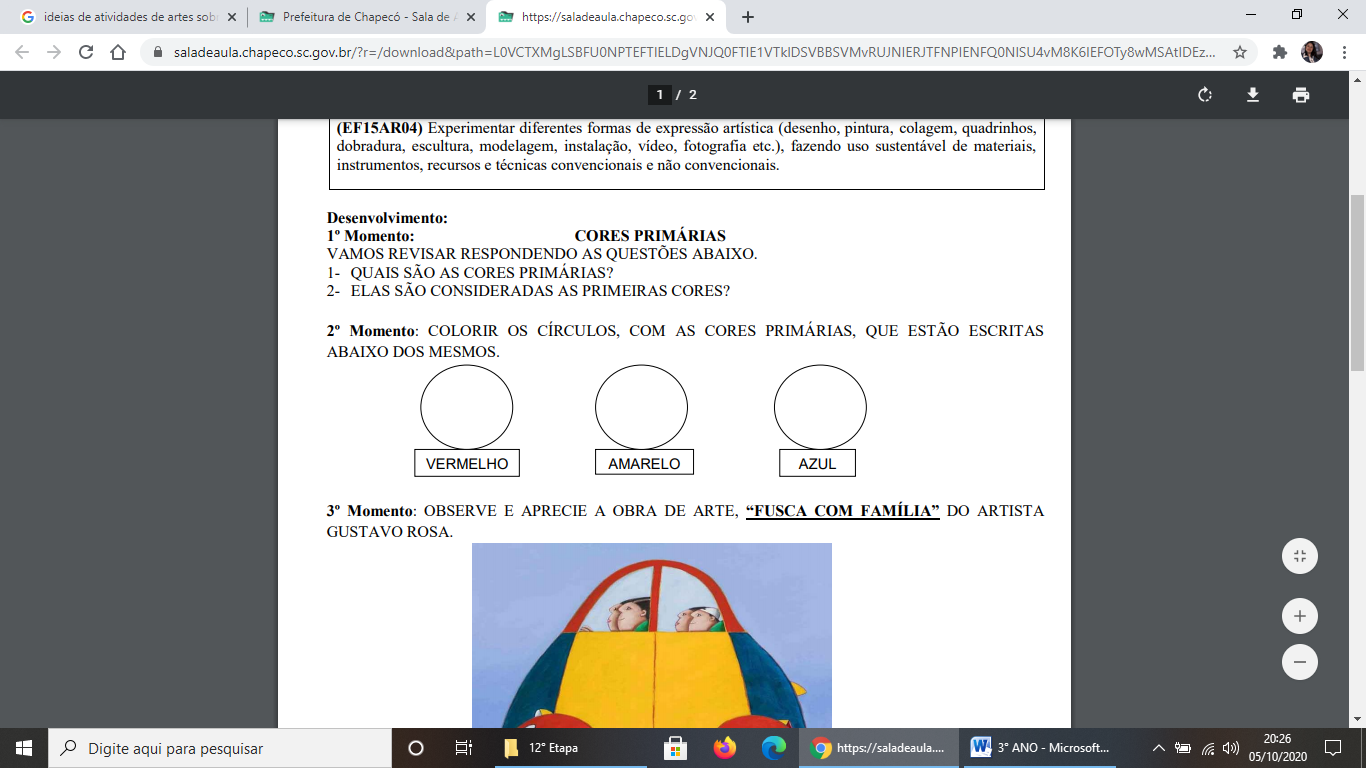 ideias de atividades de artes sob
Prefeitura de Chapecó - Sala de A
https://saladeaula.chapeco.sc.gov
saladeaula.chapeco.sc.gov.br/?r=/download&path=
1 / 2
(EF15AR04) Experimentar diferentes formas de expressão artística (desenho, pintura, colagem, quadrinhos,
dobradura, escultura, modelagem, instalação, vídeo, fotografia etc.), fazendo uso sustentável de materiais,
instrumentos, recursos e técnicas convencionais e não convencionais.
Desenvolvimento:
1º Momento: CORES PRIMÁRIAS
VAMOS REVISAR RESPONDENDO AS QUESTÕES ABAIXO.
1- QUAIS SÃO AS CORES PRIMÁRIAS?
2- ELAS SÃO CONSIDERADAS AS PRIMEIRAS CORES?
2º Momento: COLORIR OS CÍRCULOS, COM AS CORES PRIMÁRIAS, QUE ESTÃO ESCRITAS
ABAIXO DOS MESMOS.
VERMELHO AMARELO AZUL
3º Momento: OBSERVE E APRECIE A OBRA DE ARTE, “FUSCA COM FAMÍLIA” DO ARTISTA
GUSTAVO ROSA.
Digite aqui para pesquisar
12° Etapa
https://saladeaula....
3° ANO - Microsoft...
20:26
05/10/2020